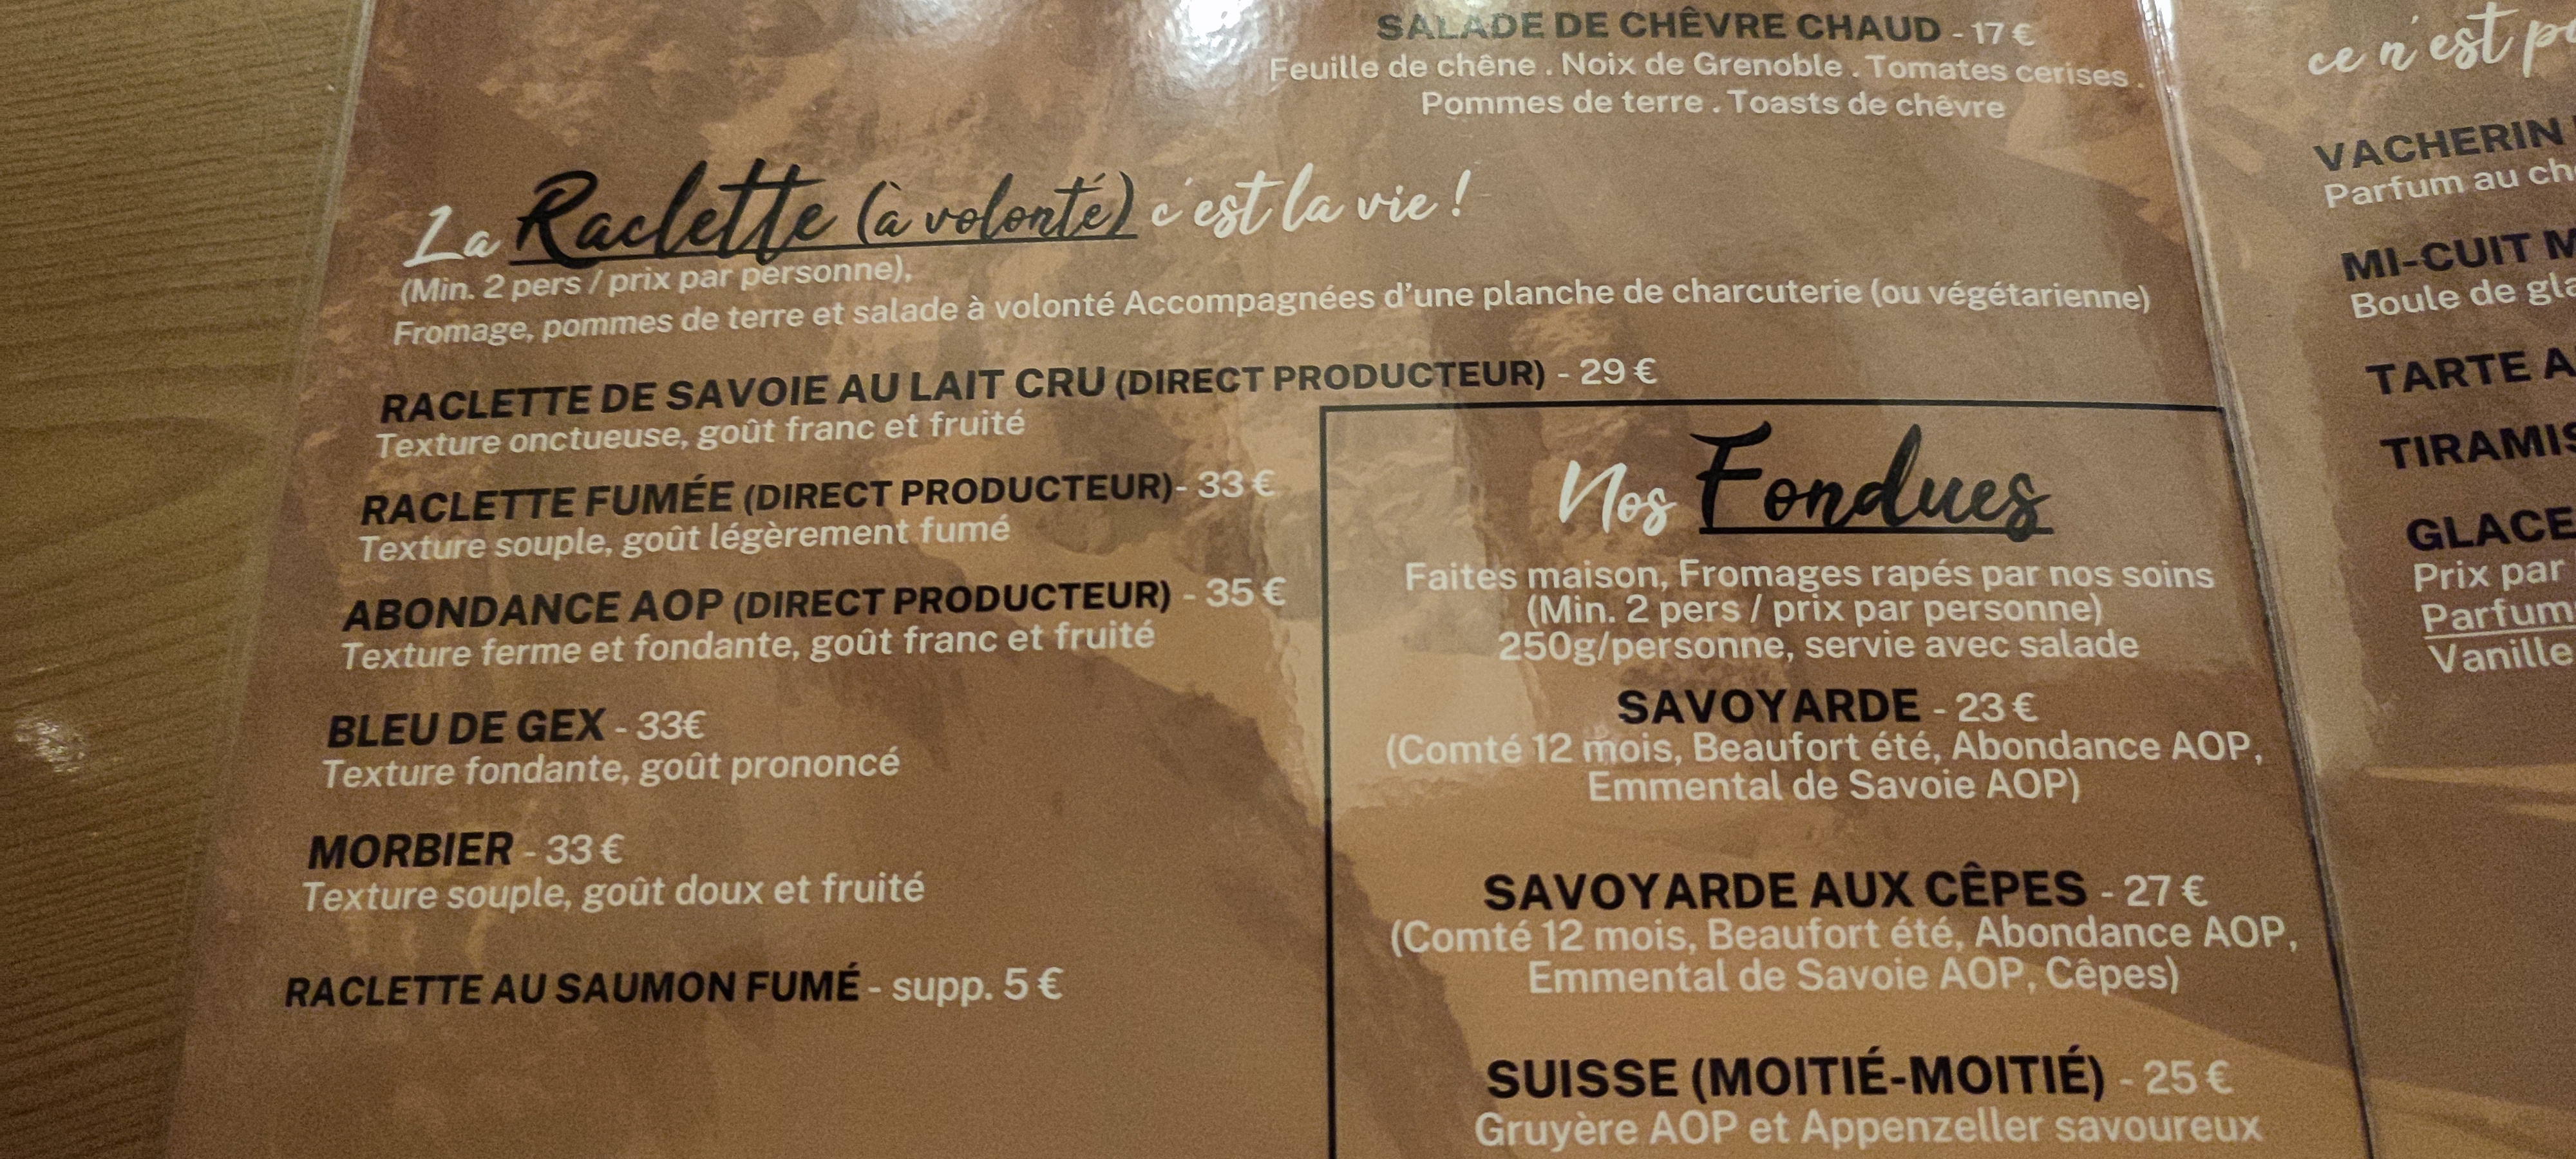 SALADE DE CHÊVRE CHAUD - 17 €
Feuille de chêne . Noix de Grenoble . Tomates cerises .
Pommes de terre . Toasts de chêvre
La Raclette (à volonté) c'est la vie !
(Min. 2 pers / prix par personne),
Fromage, pommes de terre et salade à volonté Accompagnées d'une planche de charcuterie (ou végétarienne)
RACLETTE DE SAVOIE AU LAIT CRU (DIRECT PRODUCTEUR) - 29 €
Texture onctueuse, goût franc et fruité
RACLETTE FUMÉE (DIRECT PRODUCTEUR)- 33 €
Texture souple, goût légèrement fumé
ABONDANCE AOP (DIRECT PRODUCTEUR) - 35 €
Texture ferme et fondante, goût franc et fruité
BLEU DE GEX - 33€
Texture fondante, goût prononcé
MORBIER - 33 €
Texture souple, goût doux et fruité
RACLETTE AU SAUMON FUMÉ - supp. 5 €
Nos Fondues
Faites maison, Fromages rapés par nos soins
(Min. 2 pers / prix par personne)
250g/personne, servie avec salade
SAVOYARDE - 23 €
(Comté 12 mois, Beaufort été, Abondance AOP,
Emmental de Savoie AOP)
SAVOYARDE AUX CÊPES - 27 €
(Comté 12 mois, Beaufort été, Abondance AOP,
Emmental de Savoie AOP, Cêpes)
SUISSE (MOITIÉ-MOITIÉ) - 25 €
Gruyère AOP et Appenzeller savoureux
ce n'est
VACHERIN
Parfum au
MI-CUIT
Boule de
TARTE
GLACE
Prix par
Parfum
Vanille